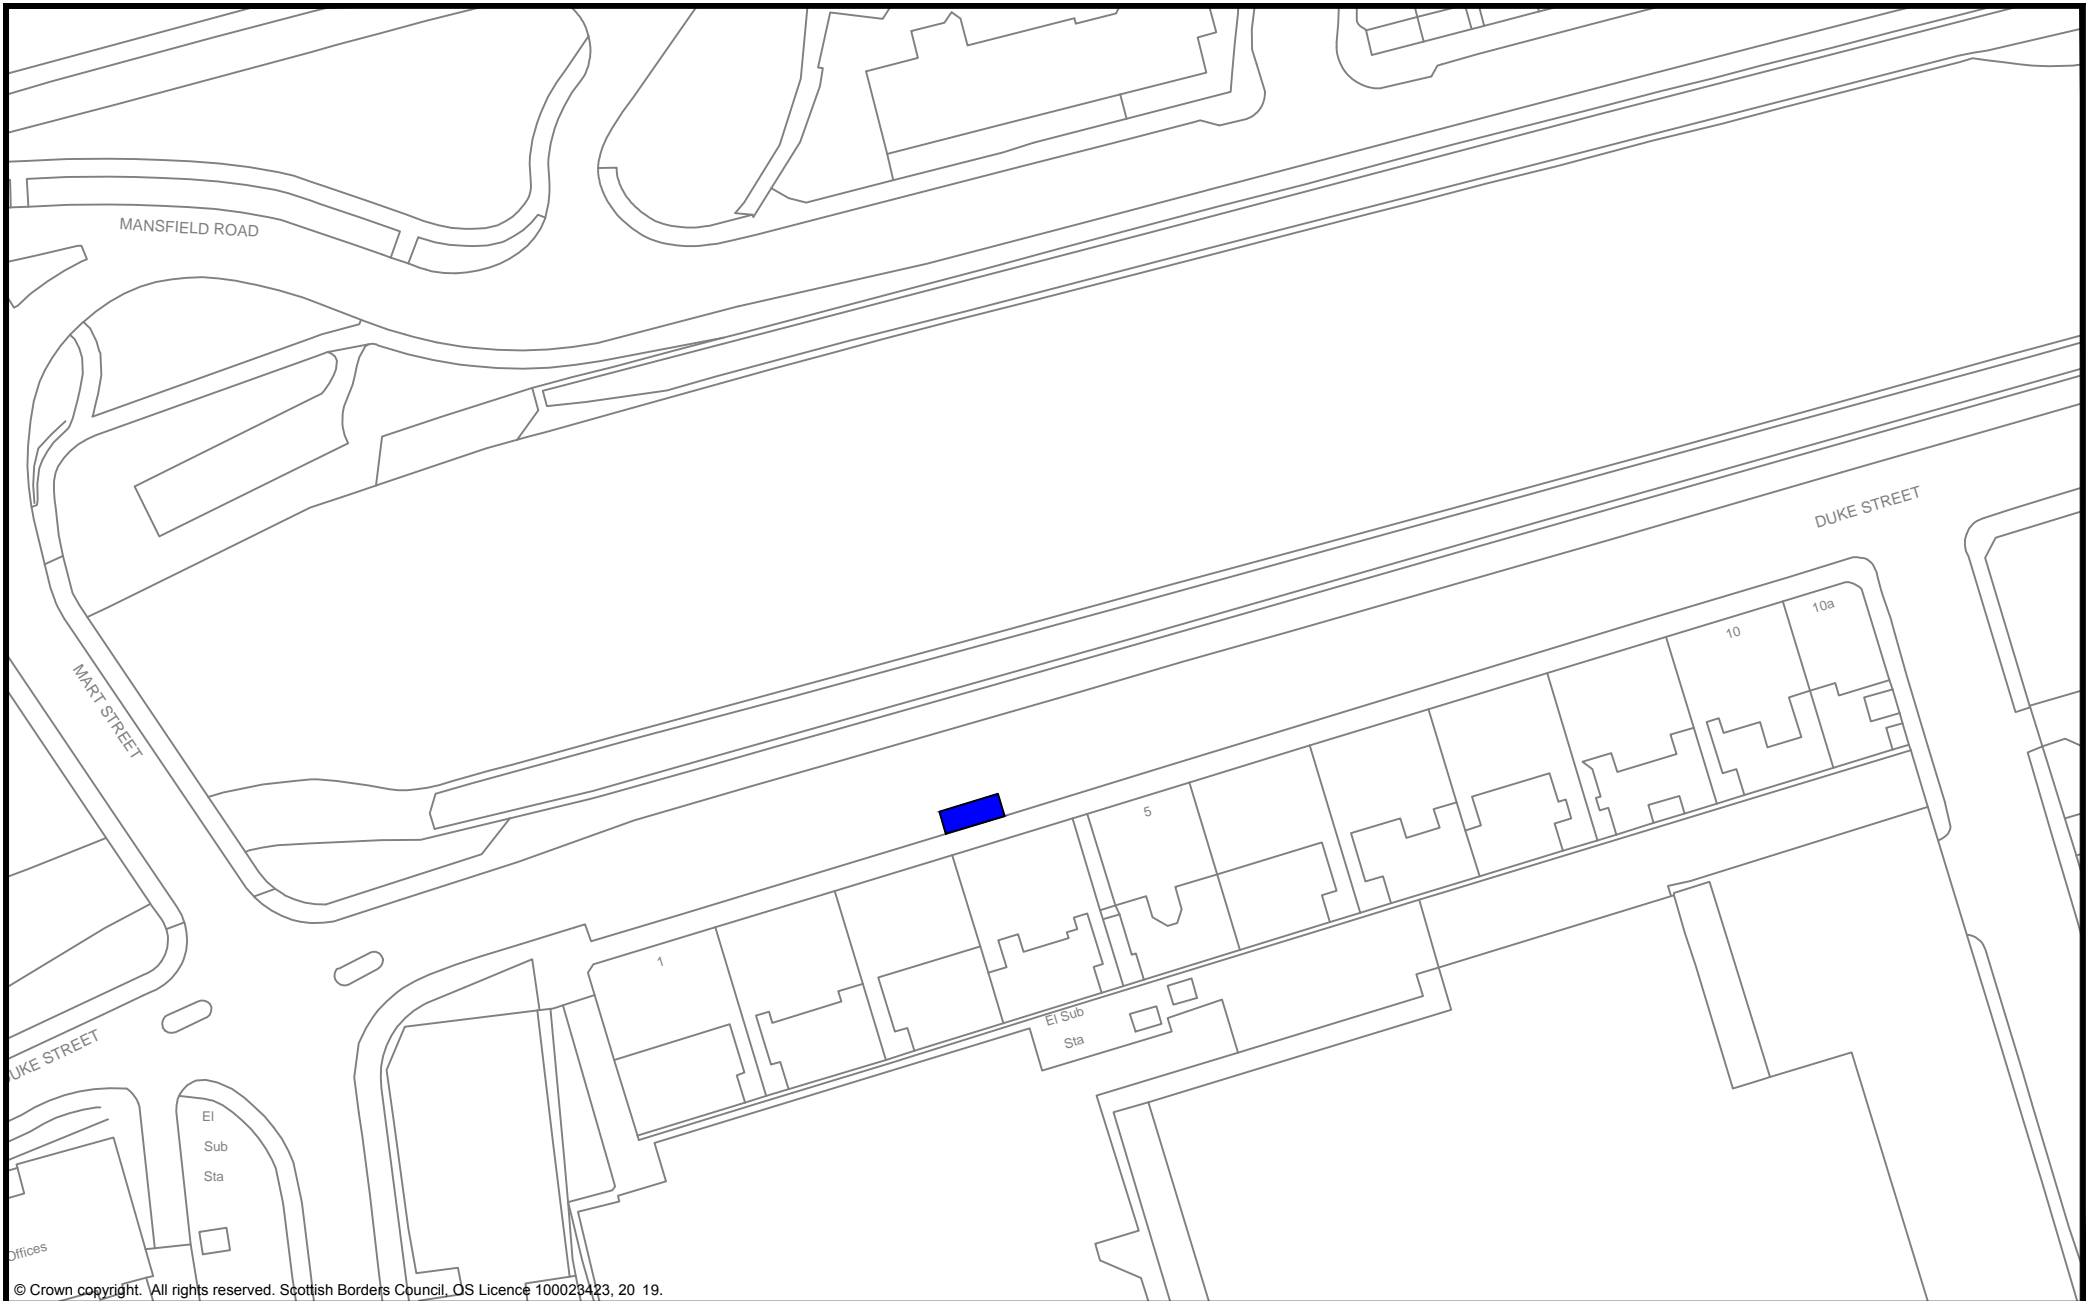 MANSFIELD ROAD
DUKE STREET
10a
10
MART STREET
5
1
El Sub
Sta
DUKE STREET
El
Sub
Sta
Offices
© Crown copyright. All rights reserved. Scottish Borders Council, OS Licence 100023423, 20 19.